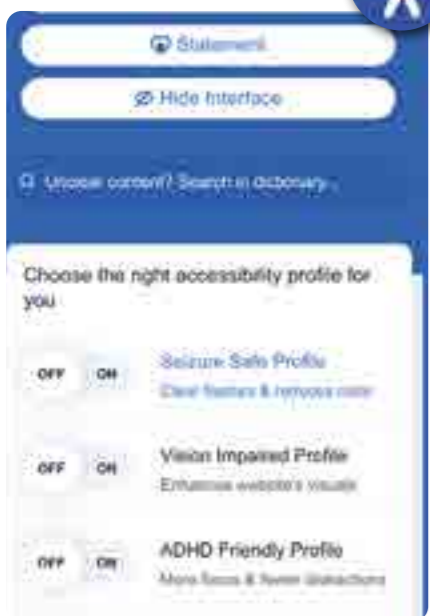 Statement
Hide Interface
Unclear content? Search in dictionary...
Choose the right accessibility profile for
you
OFF ON Seizure Safe Profile
Clear flashes & removes color
OFF ON Vision Impaired Profile
Enhances website's visuals
OFF ON ADHD Friendly Profile
More focus & fewer distractions